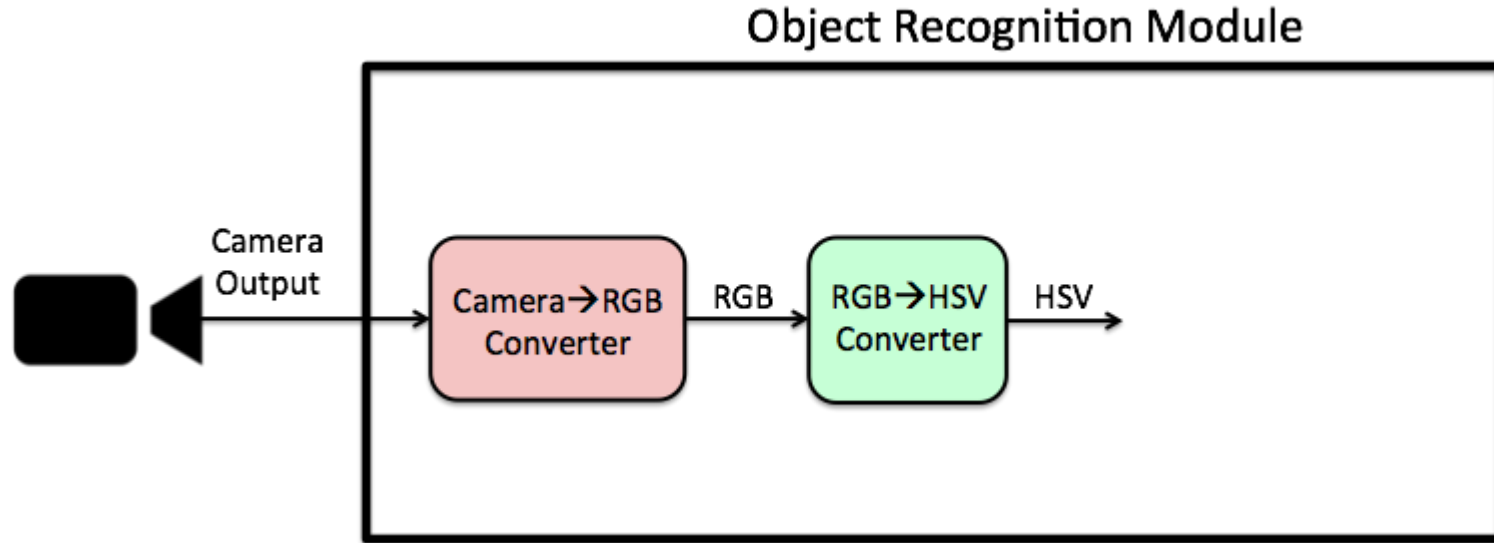 Object Recognition Module
Camera
Output
Camera→RGB
Converter
RGB
RGB→HSV
Converter
HSV